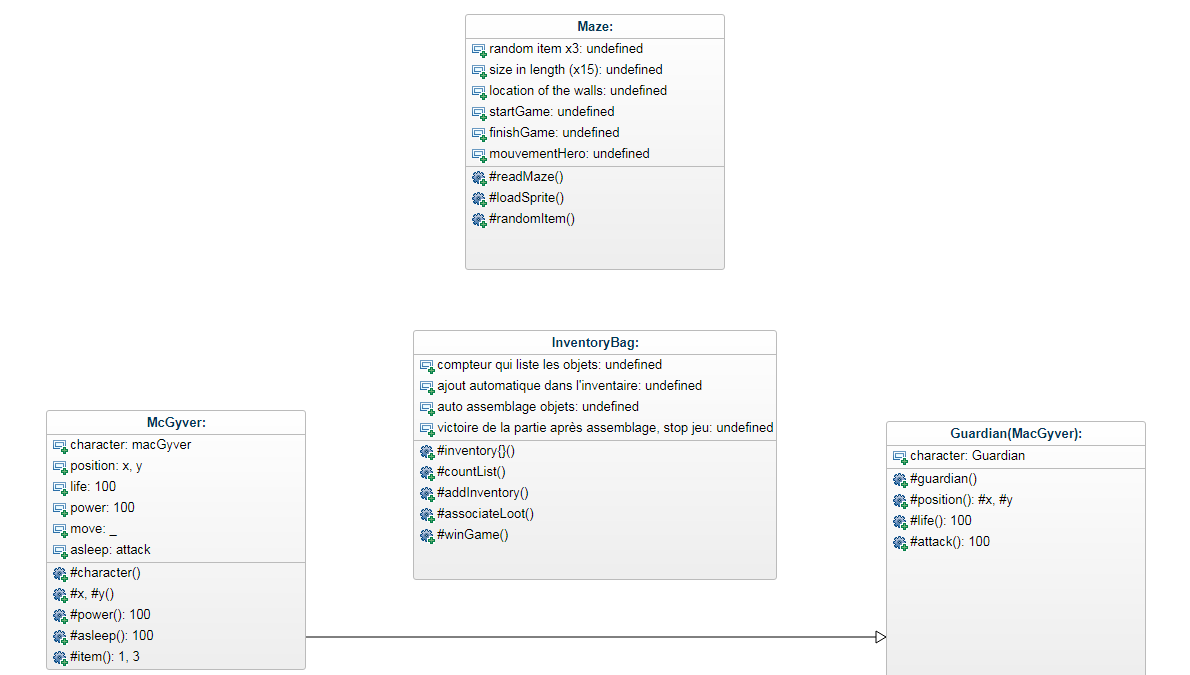 Maze:
random item x3: undefined
size in length (x15): undefined
location of the walls: undefined
startGame: undefined
finishGame: undefined
mouvementHero: undefined
#readMaze()
#loadSprite()
#randomItem()
InventoryBag:
compteur qui liste les objets: undefined
ajout automatique dans l'inventaire: undefined
auto assemblage objets: undefined
victoire de la partie après assemblage, stop jeu: undefined
#inventory{}()
#countList()
#addInventory()
#associateLoot()
#winGame()
McGyver:
character: macGyver
position: x, y
life: 100
power: 100
move: _
asleep: attack
#character()
#x, #y()
#power(): 100
#asleep(): 100
#item(): 1, 3
Guardian(MacGyver):
character: Guardian
#guardian()
#position(): #x, #y
#life(): 100
#attack(): 100